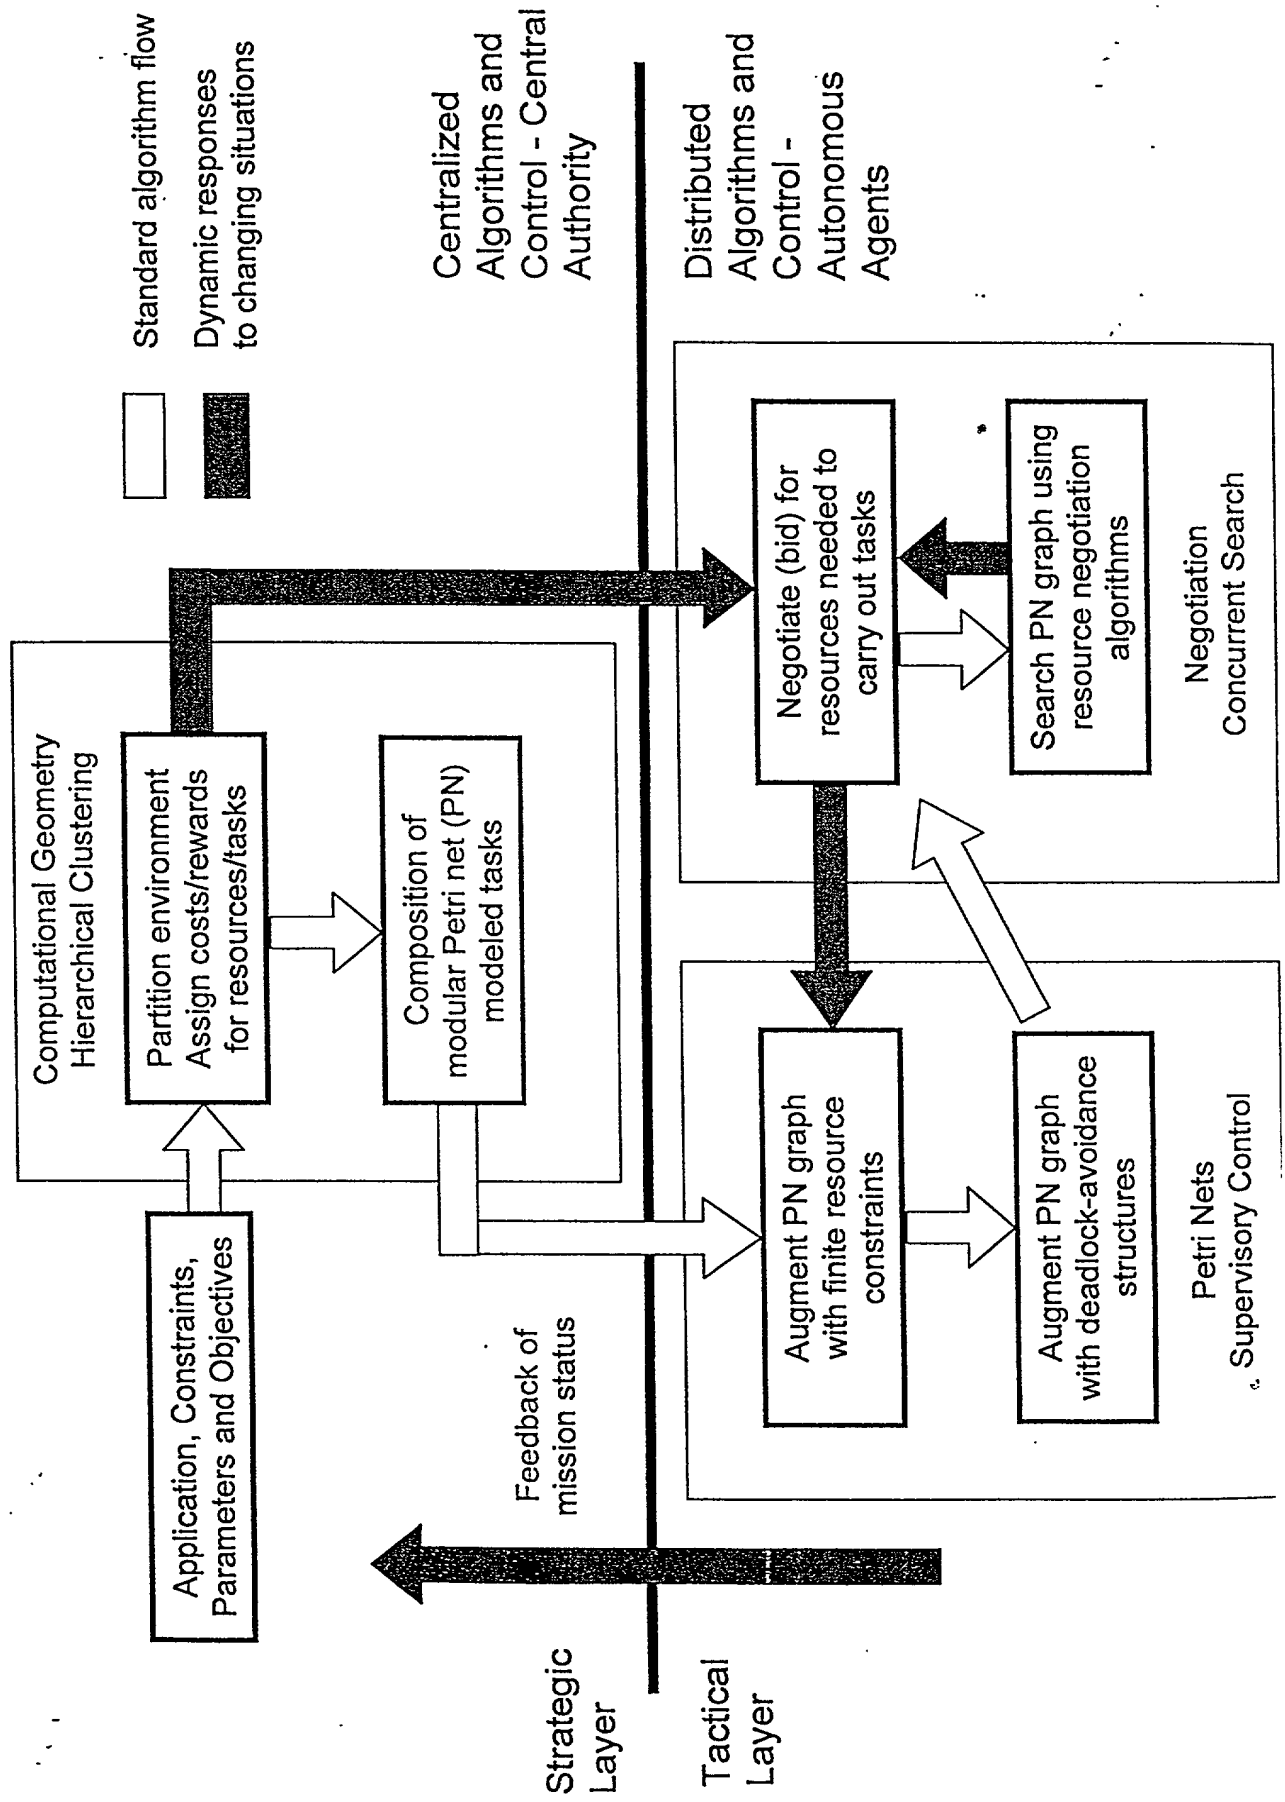 Application, Constraints,
Parameters and Objectives
Computational Geometry
Hierarchical Clustering
Partition environment
Assign costs/rewards
for resources/tasks
Composition of
modular Petri net (PN)
modeled tasks
Standard algorithm flow
Dynamic responses
to changing situations
Feedback of
mission status
Centralized
Algorithms and
Control - Central
Authority
Strategic
Layer
Tactical
Layer
Distributed
Algorithms and
Control -
Autonomous
Agents
Augment PN graph
with finite resource
constraints
Augment PN graph
with deadlock-avoidance
structures
Petri Nets
Supervisory Control
Negotiate (bid) for
resources needed to
carry out tasks
Search PN graph using
resource negotiation
algorithms
Negotiation
Concurrent Search